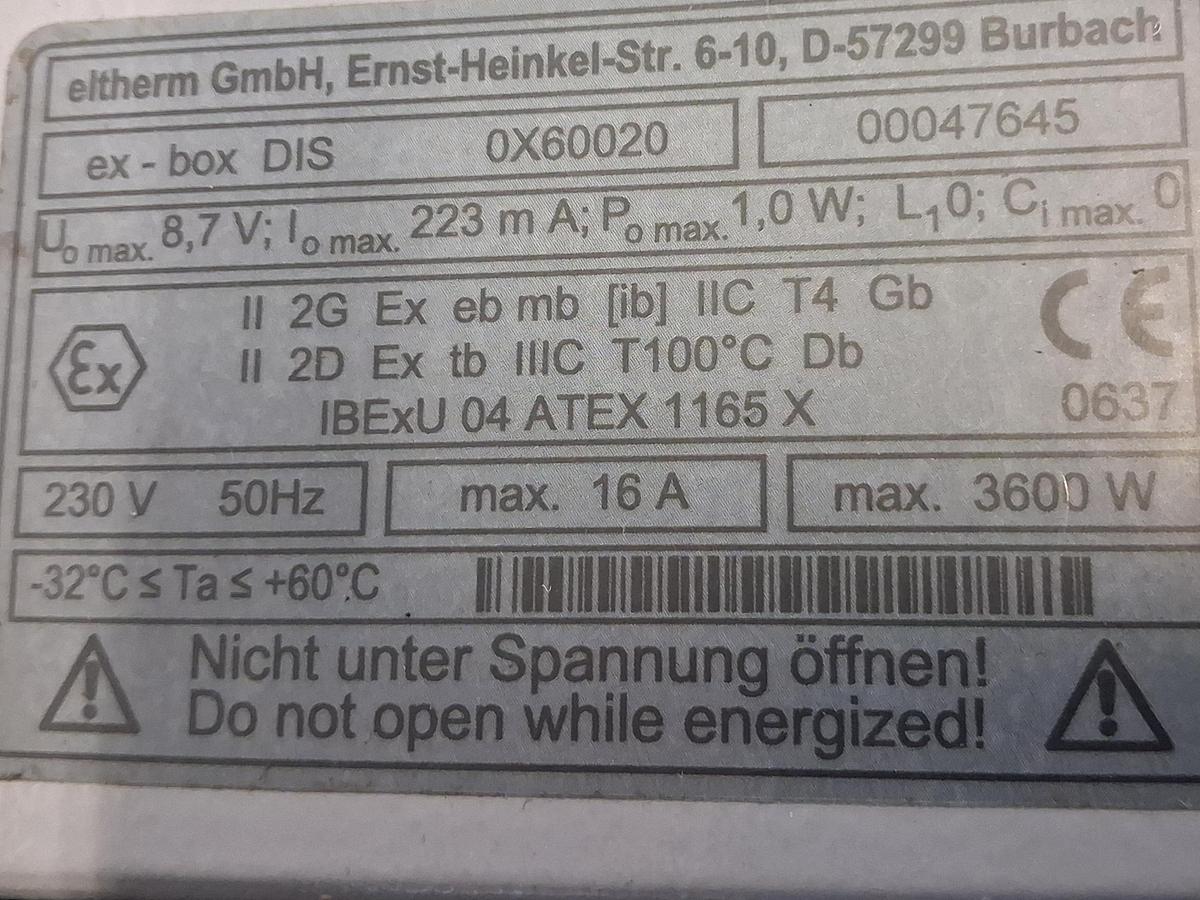 eltherm GmbH, Ernst-Heinkel-Str. 6-10, D-57299 Burbach
ex - box DIS 0X60020 00047645
Uo max. 8,7 V; Io max. 223 m A; Po max. 1,0 W; L10; Ci max. 0
II 2G Ex eb mb [ib] IIC T4 Gb
Ex II 2D Ex tb IIIC T100°C Db CE
IBExU 04 ATEX 1165 X 0637
230 V 50Hz max. 16 A max. 3600 W
-32°C ≤ Ta ≤ +60°C
Nicht unter Spannung öffnen!
Do not open while energized!